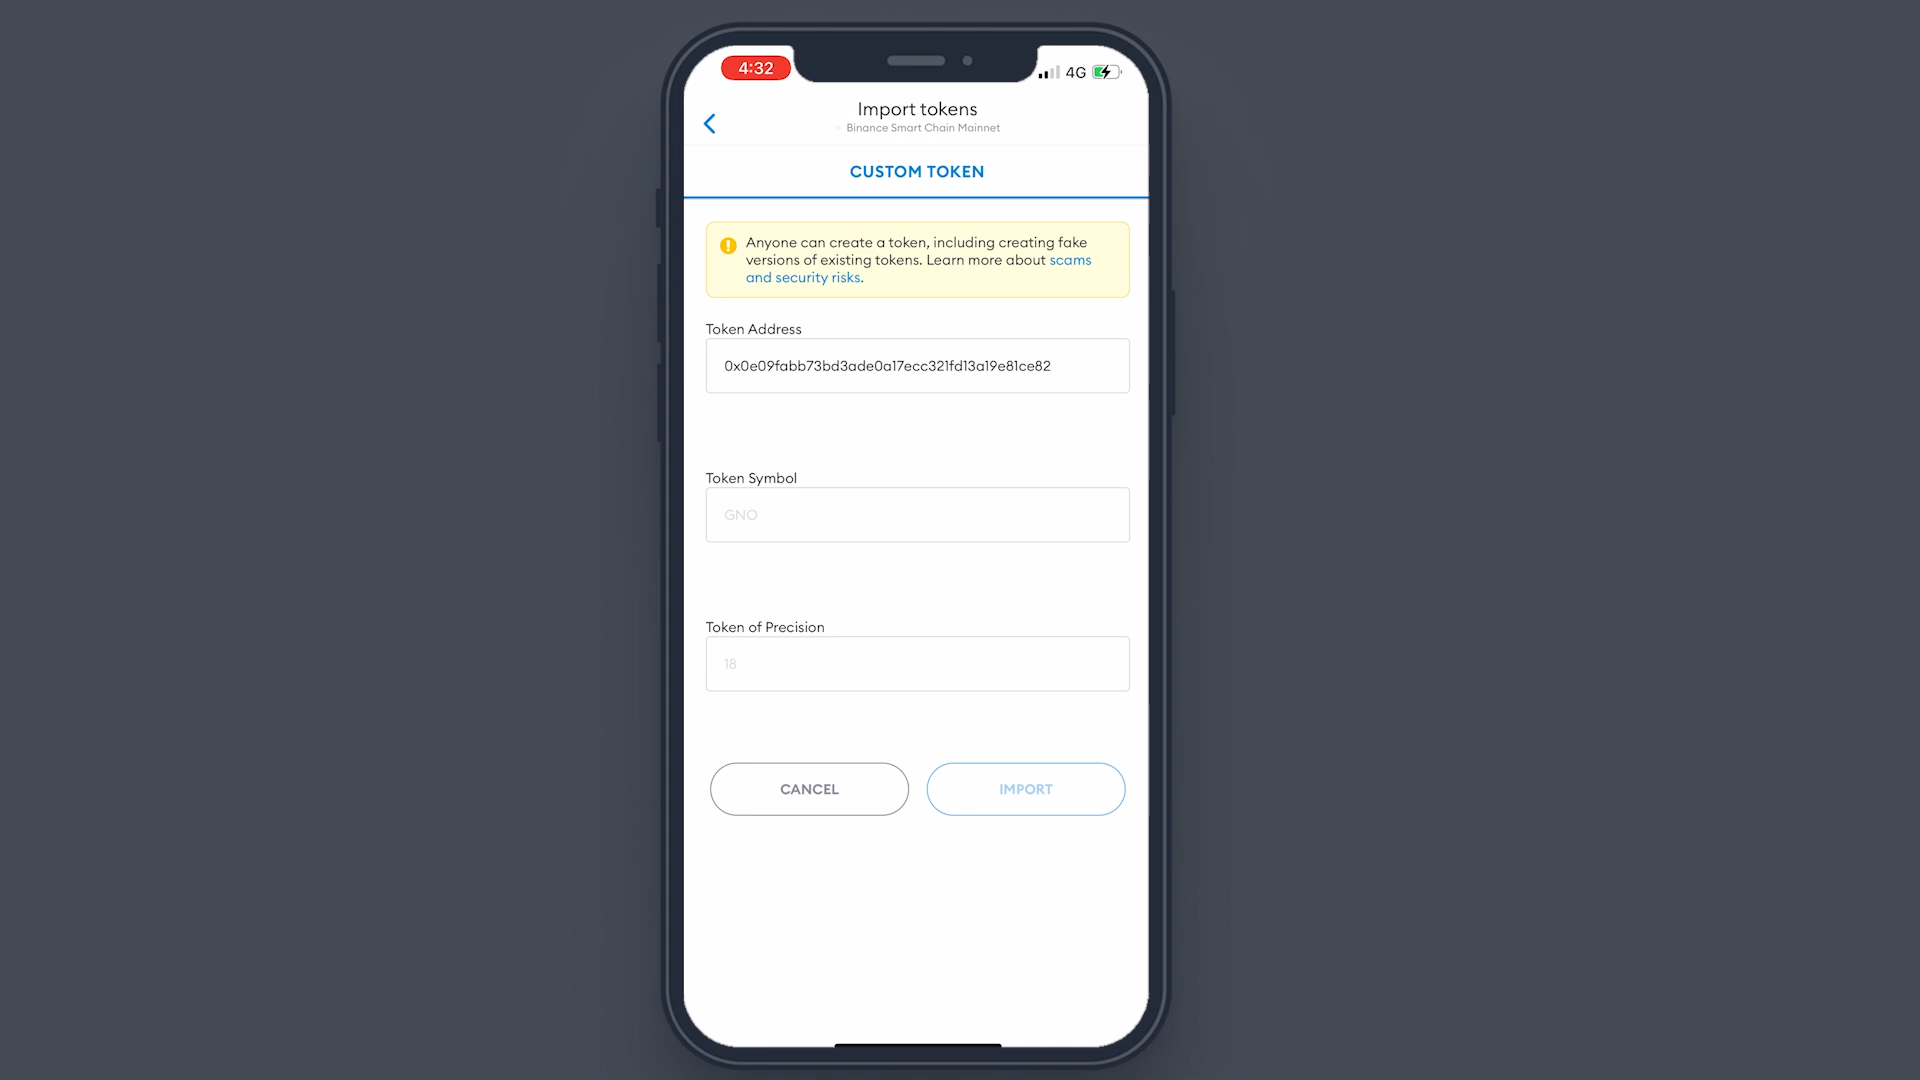 4:32
4G
Import tokens
Binance Smart Chain Mainnet
CUSTOM TOKEN
Anyone can create a token, including creating fake
versions of existing tokens. Learn more about scams
and security risks.
Token Address
0x0e09fabb73bd3ade0a17ecc321fd13a19e81ce82
Token Symbol
GNO
Token of Precision
18
CANCEL
IMPORT